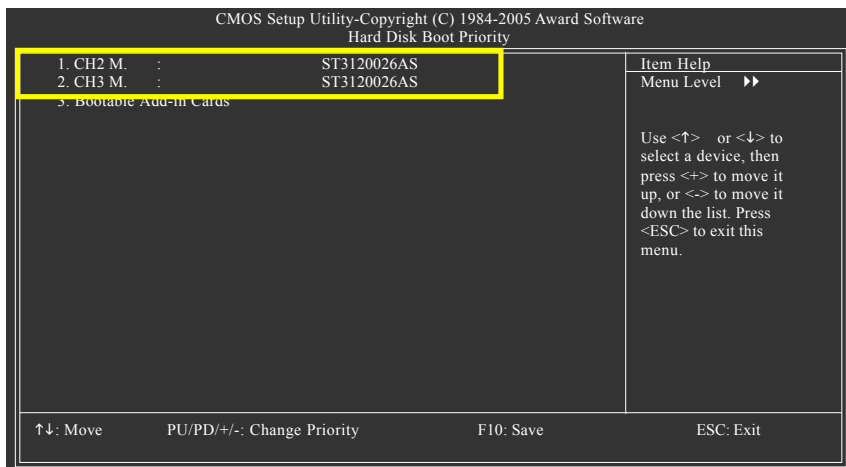 CMOS Setup Utility-Copyright (C) 1984-2005 Award Software
Hard Disk Boot Priority
1. CH2 M. : ST3120026AS
2. CH3 M. : ST3120026AS
3. Bootable Add-in Cards
Item Help
Menu Level ▸▸
Use <↑> or <↓> to
select a device, then
press <+> to move it
up, or <-> to move it
down the list. Press
<ESC> to exit this
menu.
↑↓: Move PU/PD/+/-: Change Priority F10: Save ESC: Exit